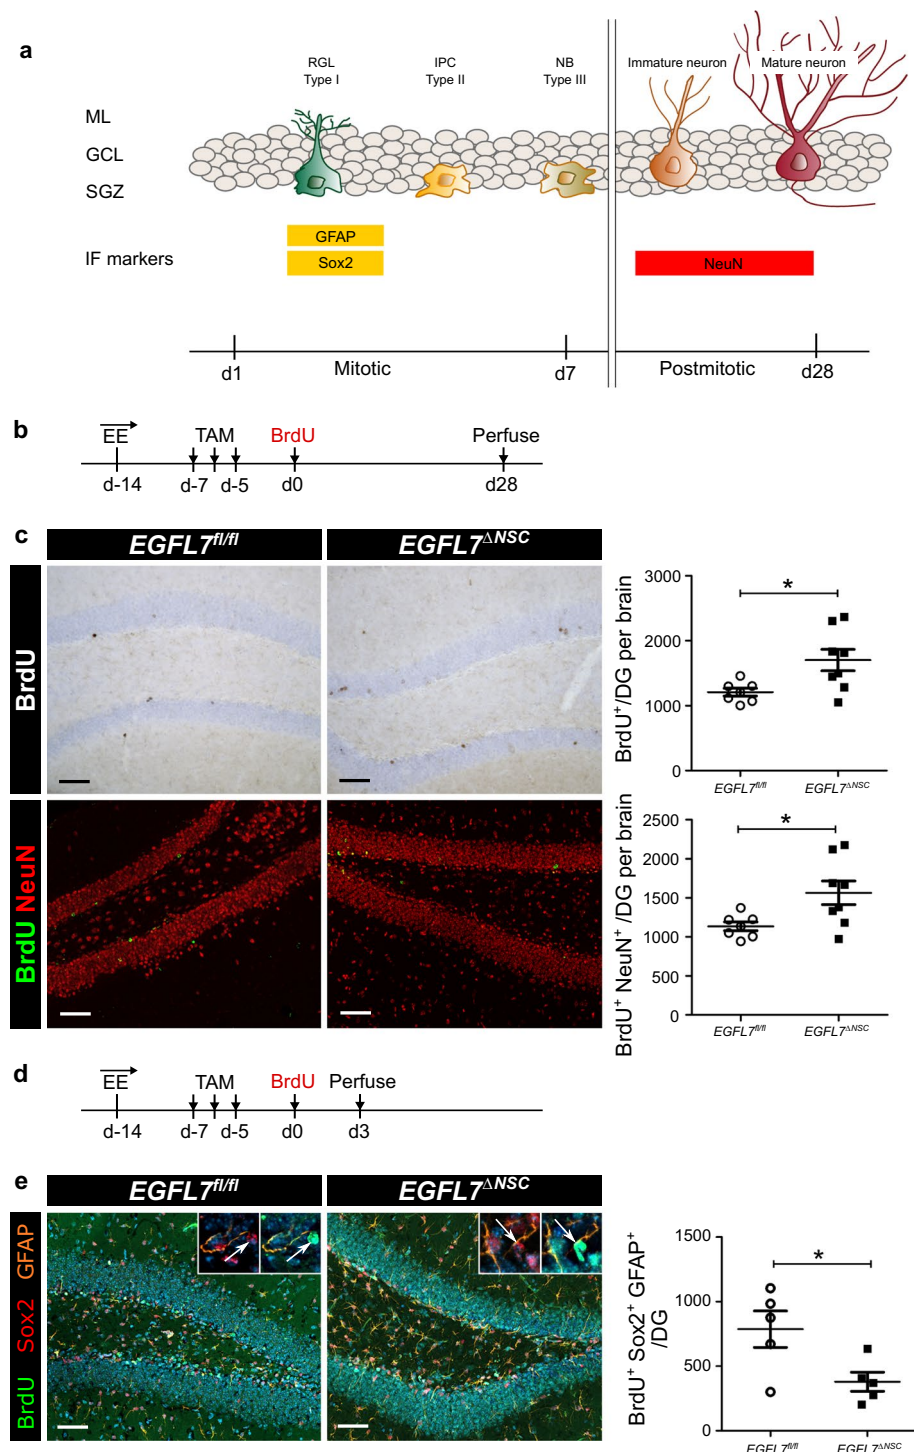 a
RGL
Type I
IPC
Type II
NB
Type III
Immature neuron
Mature neuron
ML
GCL
SGZ
IF markers
GFAP
Sox2
NeuN
d1
Mitotic
d7
Postmitotic
d28
b
EE
TAM
BrdU
Perfuse
d-14
d-7
d-5
d0
d28
c
EGFL7fl/fl
EGFL7ΔNSC
BrdU
BrdU NeuN
BrdU+/DG per brain
3000
2000
1000
0
*
EGFL7fl/fl
EGFL7ΔNSC
BrdU+ NeuN+ /DG per brain
2500
2000
1500
1000
500
0
*
EGFL7fl/fl
EGFL7ΔNSC
d
EE
TAM
BrdU
Perfuse
d-14
d-7
d-5
d0
d3
e
EGFL7fl/fl
EGFL7ΔNSC
BrdU Sox2 GFAP
BrdU+ Sox2+ GFAP+
/DG
1500
1000
500
0
*
EGFL7fl/fl
EGFL7ΔNSC